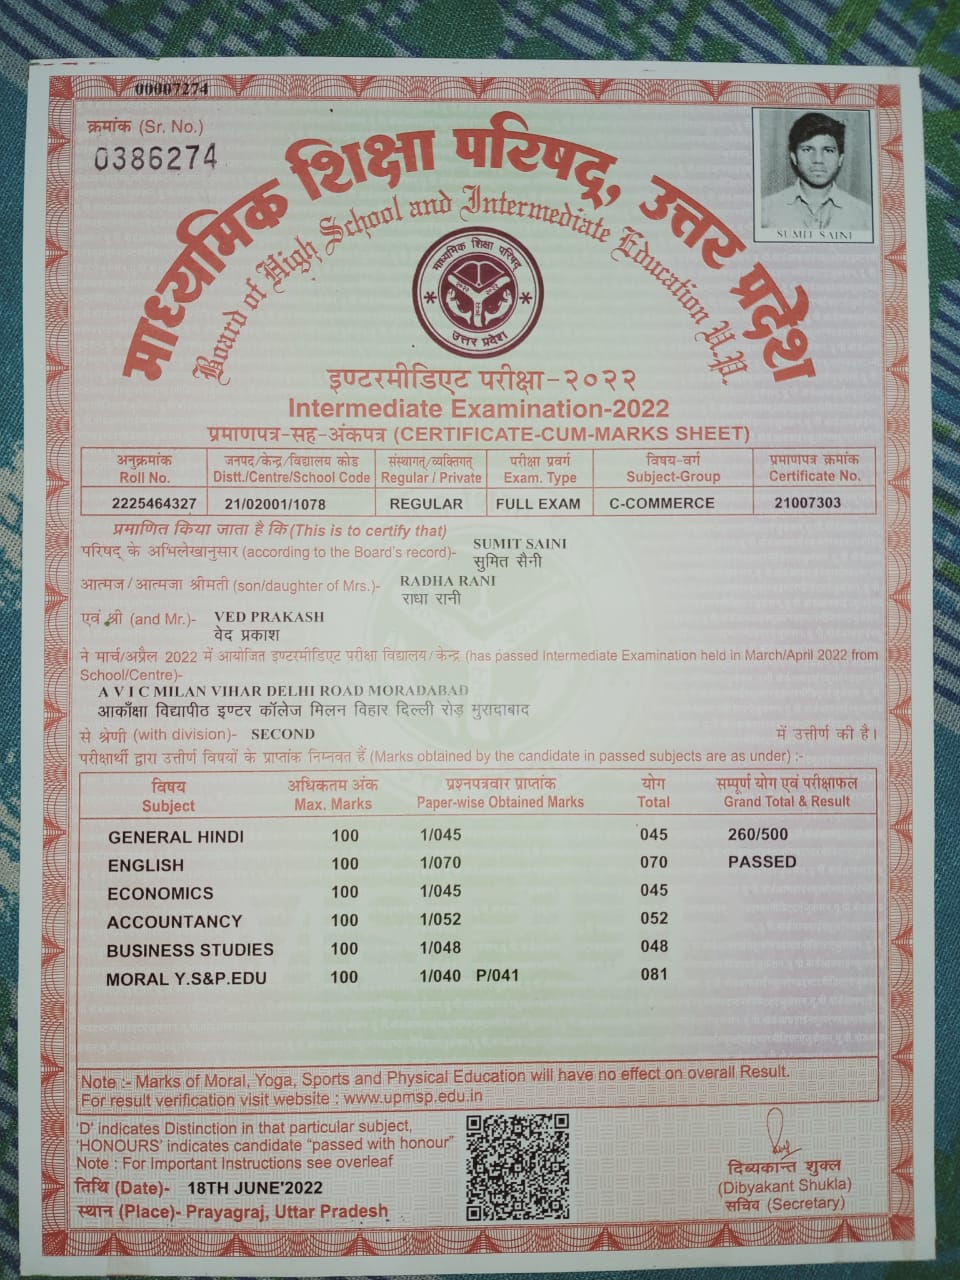 00007274
क्रमांक (Sr. No.)
0386274
माध्यमिक शिक्षा परिषद्, उत्तर प्रदेश
Board of High School and Intermediate Education U.P.
SUMIT SAINI
माध्यमिक शिक्षा परिषद्
उत्तर प्रदेश
इण्टरमीडिएट परीक्षा-२०२२
Intermediate Examination-2022
प्रमाणपत्र-सह-अंकपत्र (CERTIFICATE-CUM-MARKS SHEET)
अनुक्रमांक जनपद/केन्द्र/विद्यालय कोड संस्थागत्/व्यक्तिगत् परीक्षा प्रवर्ग विषय-वर्ग प्रमाणपत्र क्रमांक
Roll No. Distt./Centre/School Code Regular / Private Exam. Type Subject-Group Certificate No.
2225464327 21/02001/1078 REGULAR FULL EXAM C-COMMERCE 21007303
प्रमाणित किया जाता है कि (This is to certify that)
परिषद् के अभिलेखानुसार (according to the Board's record)- SUMIT SAINI
सुमित सैनी
आत्मज/आत्मजा श्रीमती (son/daughter of Mrs.)- RADHA RANI
राधा रानी
एवं श्री (and Mr.)- VED PRAKASH
वेद प्रकाश
ने मार्च/अप्रैल 2022 में आयोजित इण्टरमीडिएट परीक्षा विद्यालय/केन्द्र (has passed Intermediate Examination held in March/April 2022 from
School/Centre)-
A V I C MILAN VIHAR DELHI ROAD MORADABAD
आकाँक्षा विद्यापीठ इण्टर कॉलेज मिलन विहार दिल्ली रोड़ मुरादाबाद
से श्रेणी (with division)- SECOND में उत्तीर्ण की है।
परीक्षार्थी द्वारा उत्तीर्ण विषयों के प्राप्तांक निम्नवत हैं (Marks obtained by the candidate in passed subjects are as under) :-
विषय अधिकतम अंक प्रश्नपत्रवार प्राप्तांक योग सम्पूर्ण योग एवं परीक्षाफल
Subject Max. Marks Paper-wise Obtained Marks Total Grand Total & Result
GENERAL HINDI 100 1/045 045 260/500
ENGLISH 100 1/070 070 PASSED
ECONOMICS 100 1/045 045
ACCOUNTANCY 100 1/052 052
BUSINESS STUDIES 100 1/048 048
MORAL Y.S&P.EDU 100 1/040 P/041 081
Note :- Marks of Moral, Yoga, Sports and Physical Education will have no effect on overall Result.
For result verification visit website : www.upmsp.edu.in
'D' indicates Distinction in that particular subject,
'HONOURS' indicates candidate "passed with honour"
Note : For Important Instructions see overleaf
तिथि (Date)- 18TH JUNE'2022
स्थान (Place)- Prayagraj, Uttar Pradesh
दिब्यकान्त शुक्ल
(Dibyakant Shukla)
सचिव (Secretary)